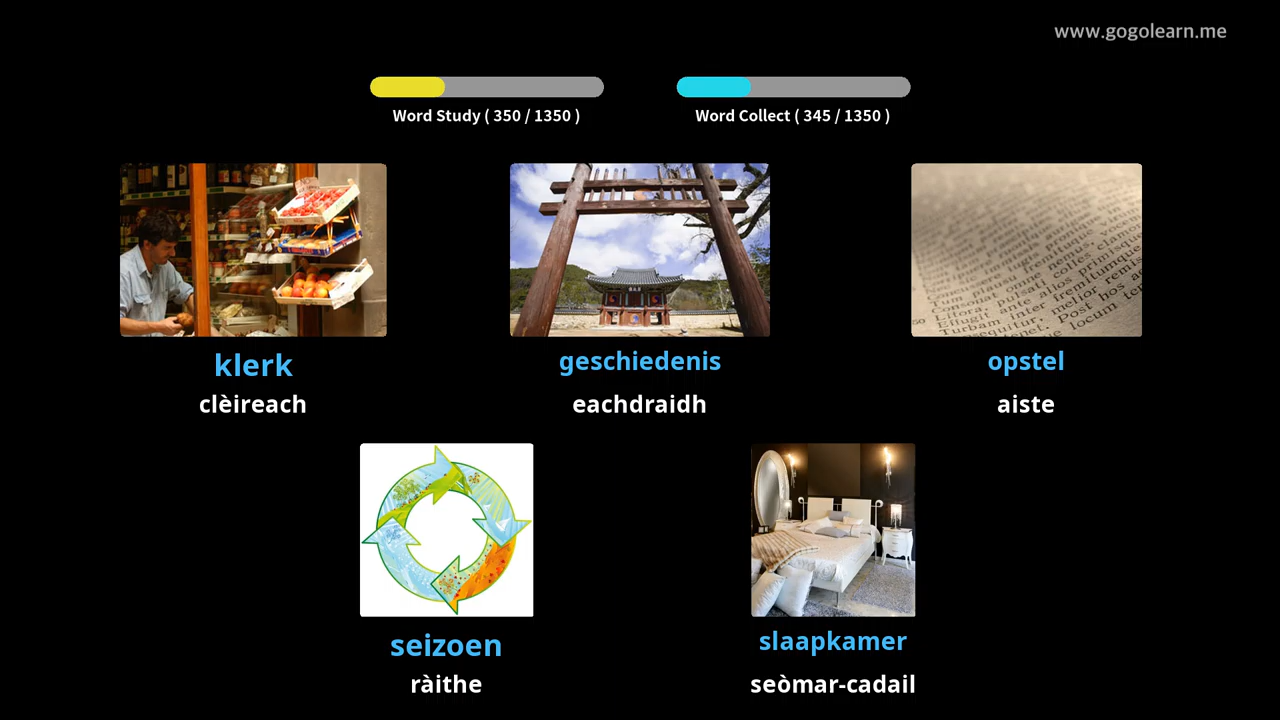 www.gogolearn.me
Word Study ( 350 / 1350 )
Word Collect ( 345 / 1350 )
klerk
clèireach
geschiedenis
eachdraidh
opstel
aiste
seizoen
ràithe
slaapkamer
seòmar-cadail